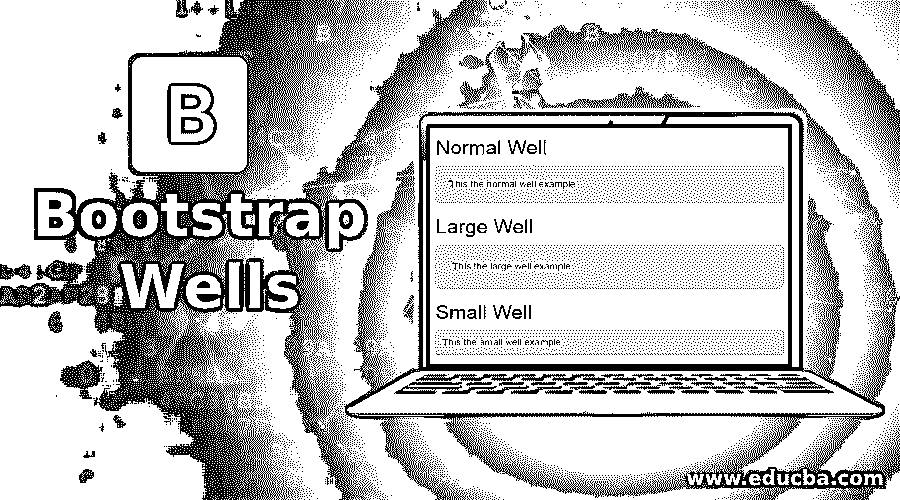 B
Bootstrap
Wells
Normal Well
This the normal well example
Large Well
This the large well example
Small Well
This the small well example
www.educba.com